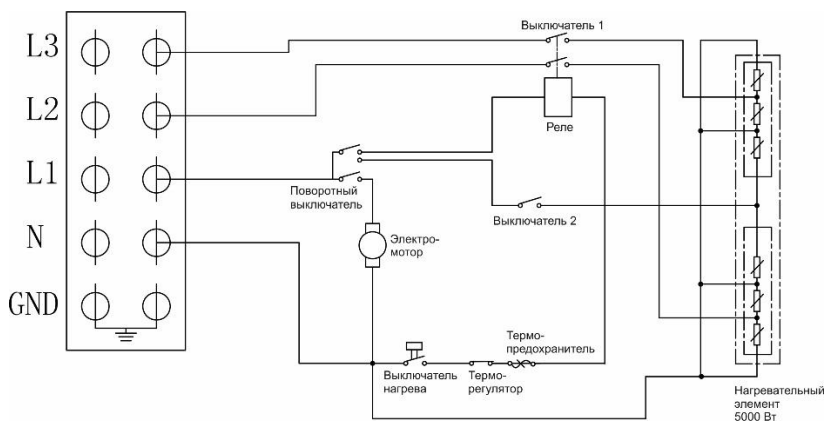 L3
L2
L1
N
GND
Выключатель 1
Реле
Поворотный
выключатель
Выключатель 2
Электро-
мотор
Термо-
предохранитель
Выключатель
нагрева
Термо-
регулятор
Нагревательный
элемент
5000 Вт